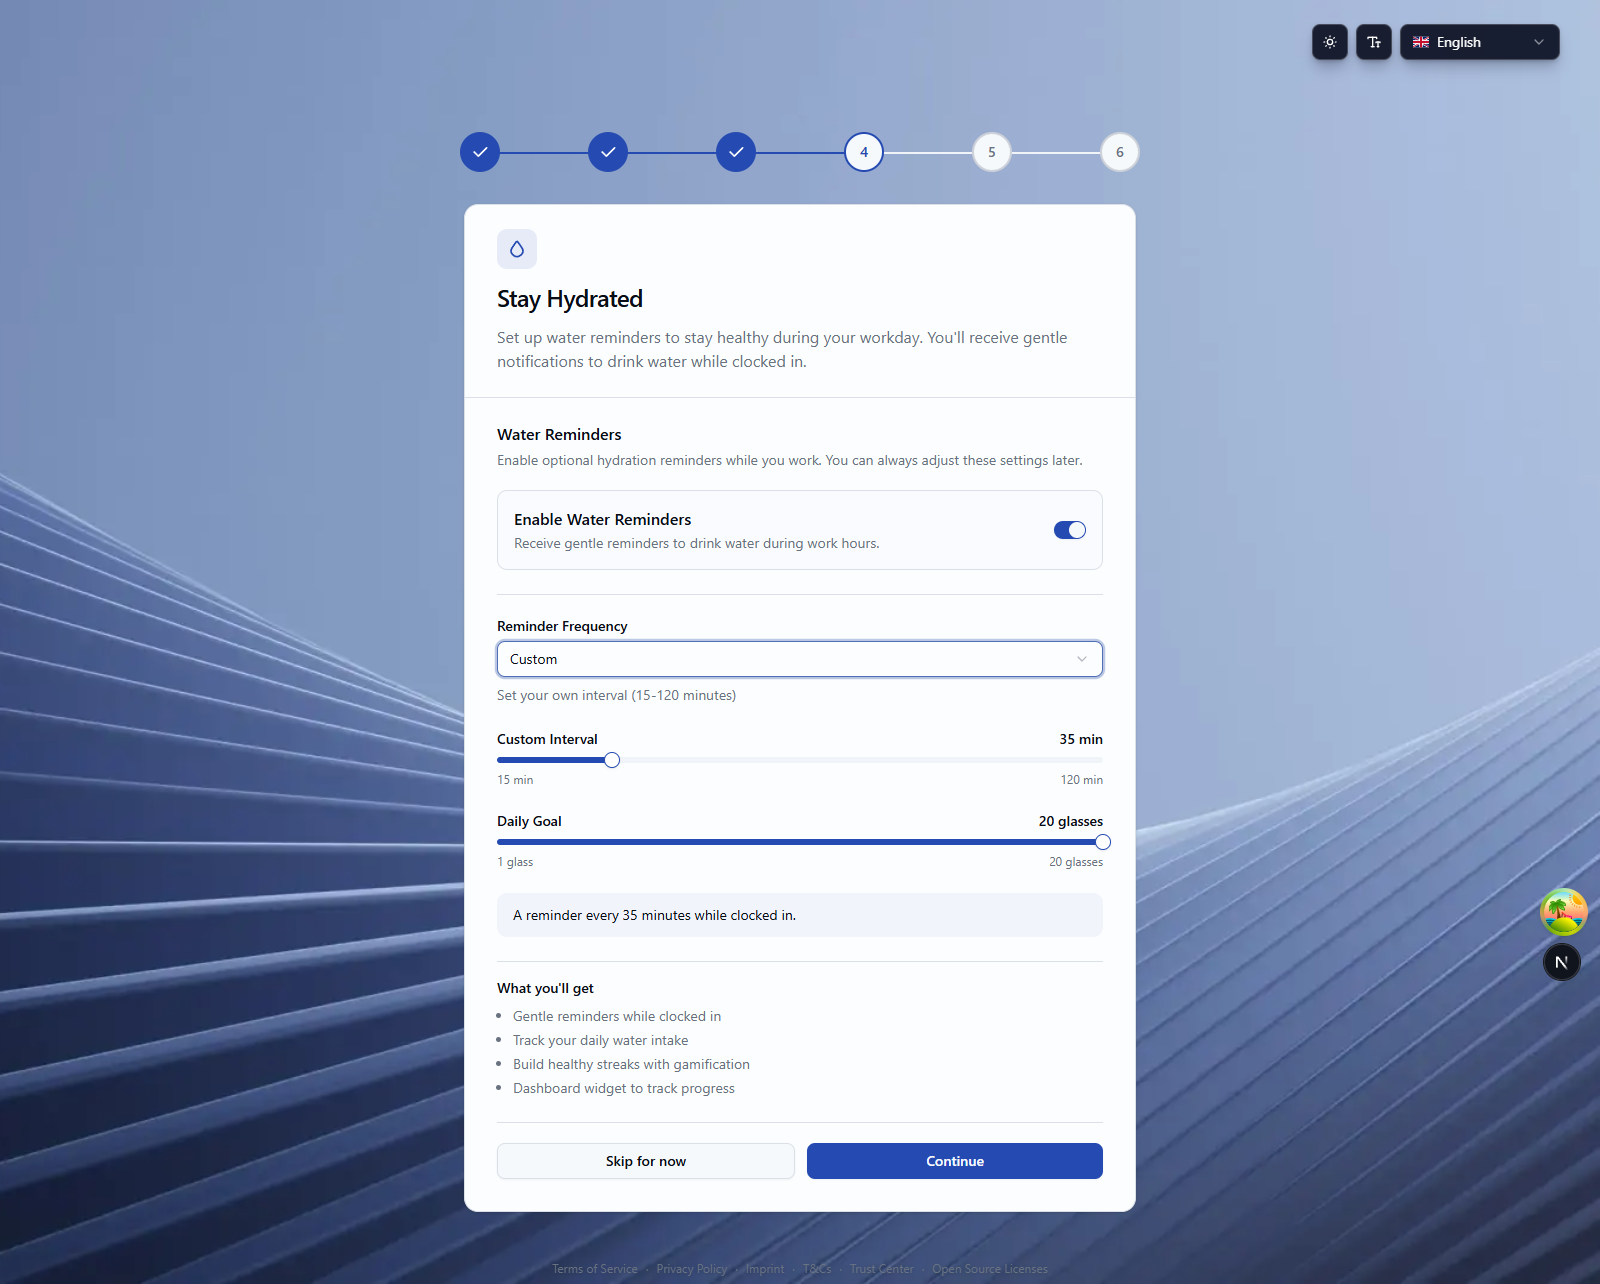 English
4
5
6
Stay Hydrated
Set up water reminders to stay healthy during your workday. You'll receive gentle
notifications to drink water while clocked in.
Water Reminders
Enable optional hydration reminders while you work. You can always adjust these settings later.
Enable Water Reminders
Receive gentle reminders to drink water during work hours.
Reminder Frequency
Custom
Set your own interval (15-120 minutes)
Custom Interval 35 min
15 min 120 min
Daily Goal 20 glasses
1 glass 20 glasses
A reminder every 35 minutes while clocked in.
What you'll get
Gentle reminders while clocked in
Track your daily water intake
Build healthy streaks with gamification
Dashboard widget to track progress
Skip for now Continue
Terms of Service · Privacy Policy · Imprint · T&Cs · Trust Center · Open Source Licenses